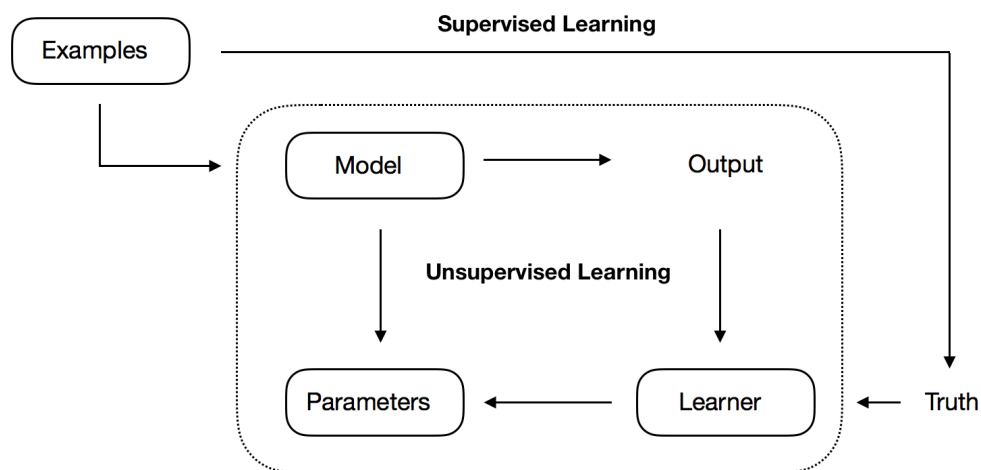 Supervised Learning
Examples
Model
Output
Unsupervised Learning
Parameters
Learner
Truth